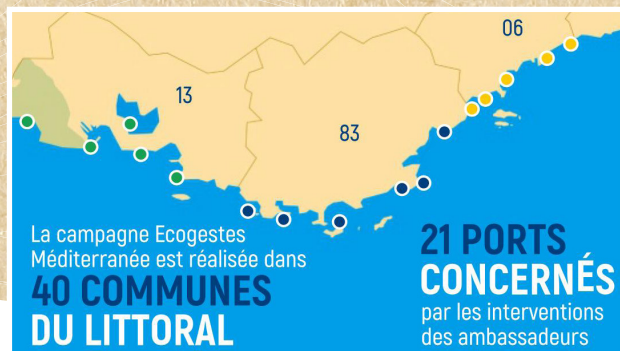 06
13
83
La campagne Ecogestes
Méditerranée est réalisée dans
40 COMMUNES
DU LITTORAL
21 PORTS
CONCERNÉS
par les interventions
des ambassadeurs